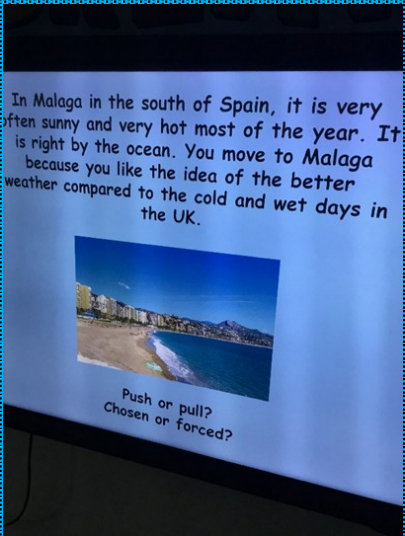 In Malaga in the south of Spain, it is very
often sunny and very hot most of the year. It
is right by the ocean. You move to Malaga
because you like the idea of the better
weather compared to the cold and wet days in
the UK.
Push or pull?
Chosen or forced?